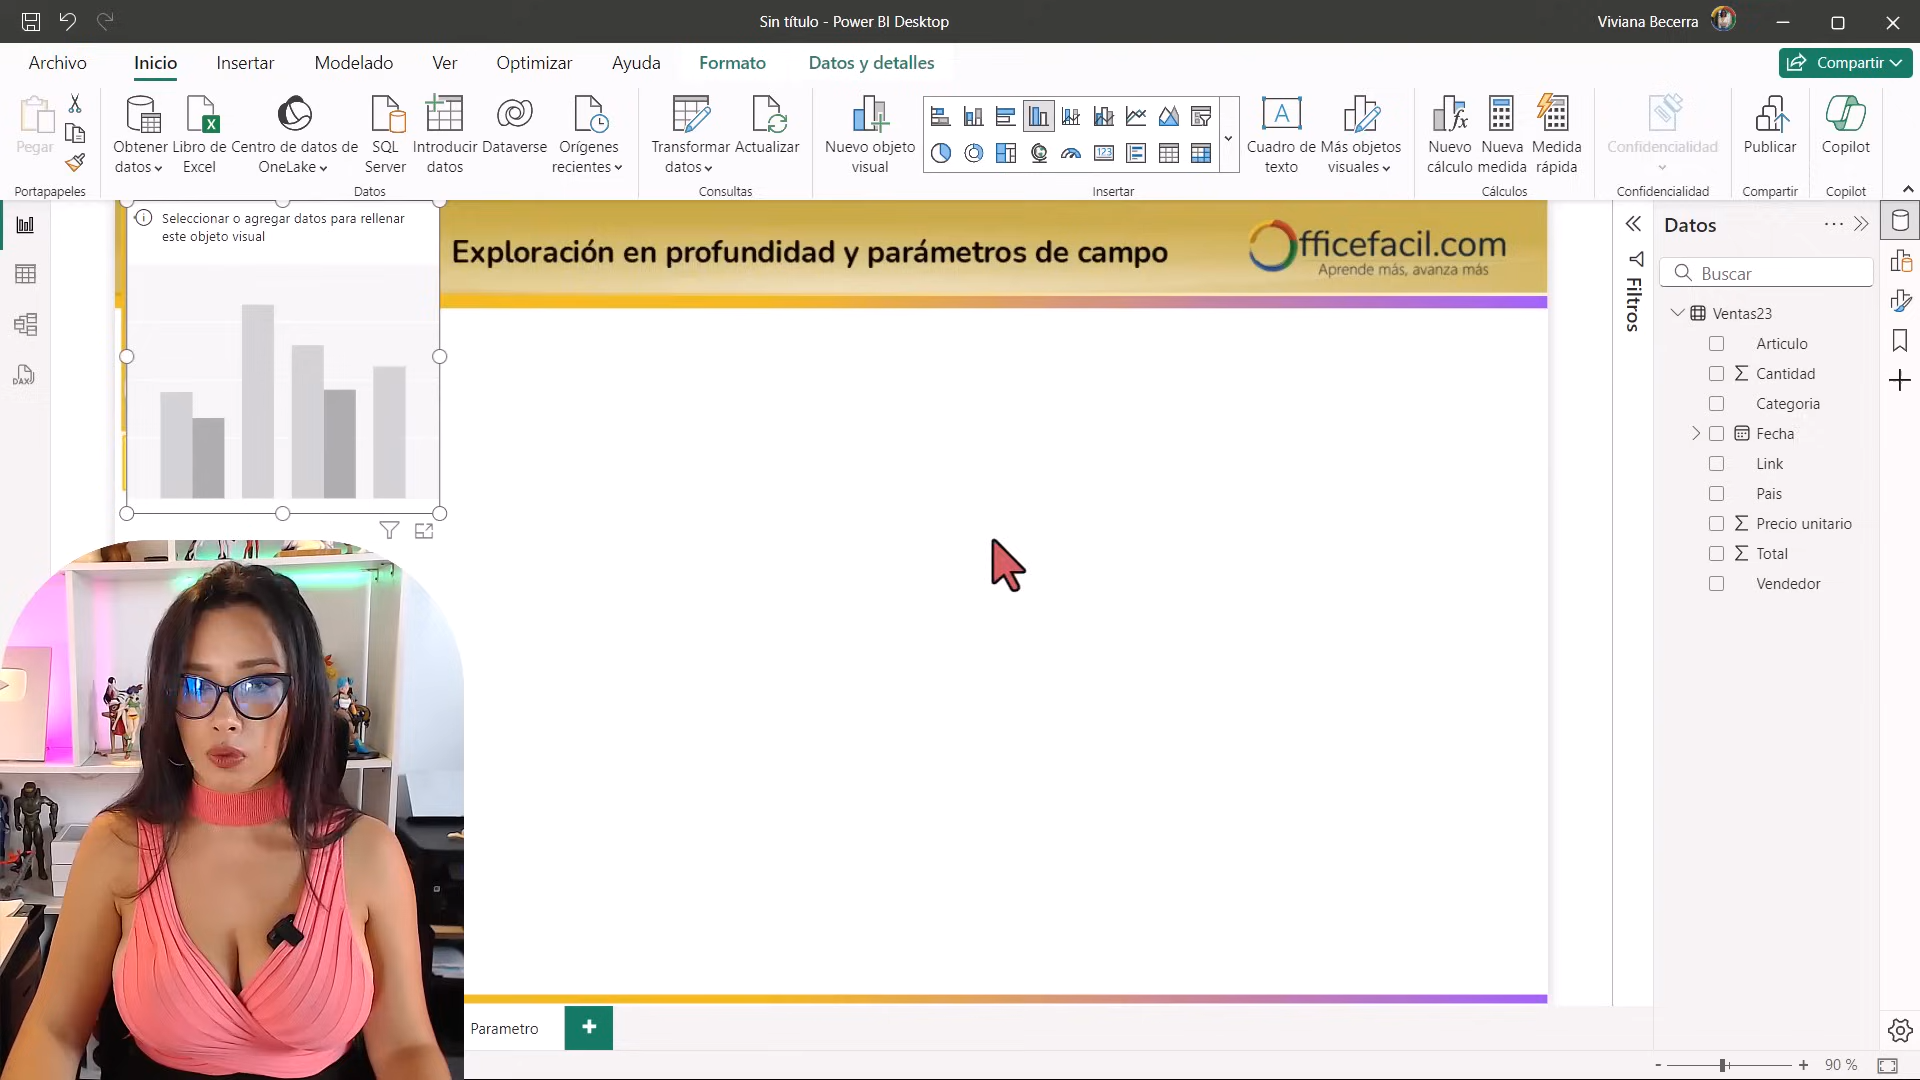 Sin título - Power BI Desktop
Viviana Becerra
Archivo
Inicio
Insertar
Modelado
Ver
Optimizar
Ayuda
Formato
Datos y detalles
Compartir
Pegar
Portapapeles
Obtener
datos
Libro de
Excel
Centro de datos de
OneLake
SQL
Server
Introducir
datos
Dataverse
Orígenes
recientes
Datos
Transformar
datos
Actualizar
Consultas
Nuevo objeto
visual
123
Insertar
A
Cuadro de
texto
Más objetos
visuales
Nuevo
cálculo
Nueva
medida
Medida
rápida
Cálculos
Confidencialidad
Confidencialidad
Publicar
Compartir
Copilot
Copilot
DAX
Seleccionar o agregar datos para rellenar
este objeto visual
Exploración en profundidad y parámetros de campo
Officefacil.com
Aprende más, avanza más
Filtros
Datos
Buscar
Ventas23
Articulo
Cantidad
Categoria
Fecha
Link
Pais
Precio unitario
Total
Vendedor
Parametro
90 %